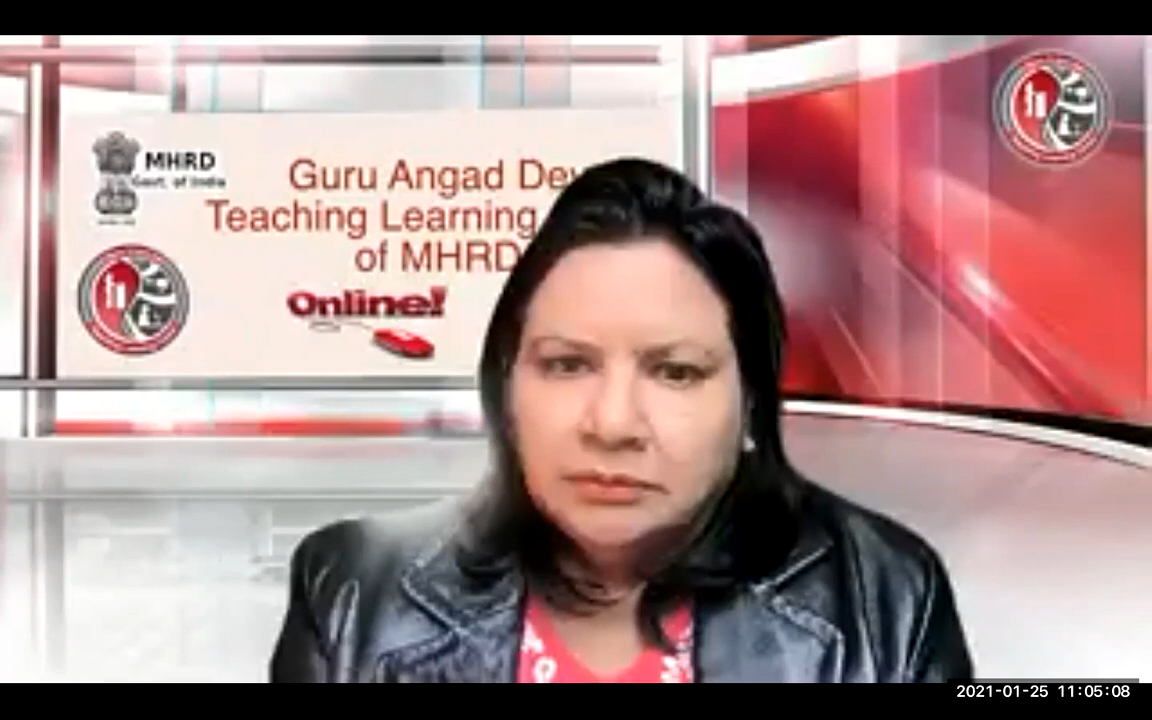 MHRD
Govt. of India
Guru Angad Dev
Teaching Learning
of MHRD
Online!
2021-01-25 11:05:08